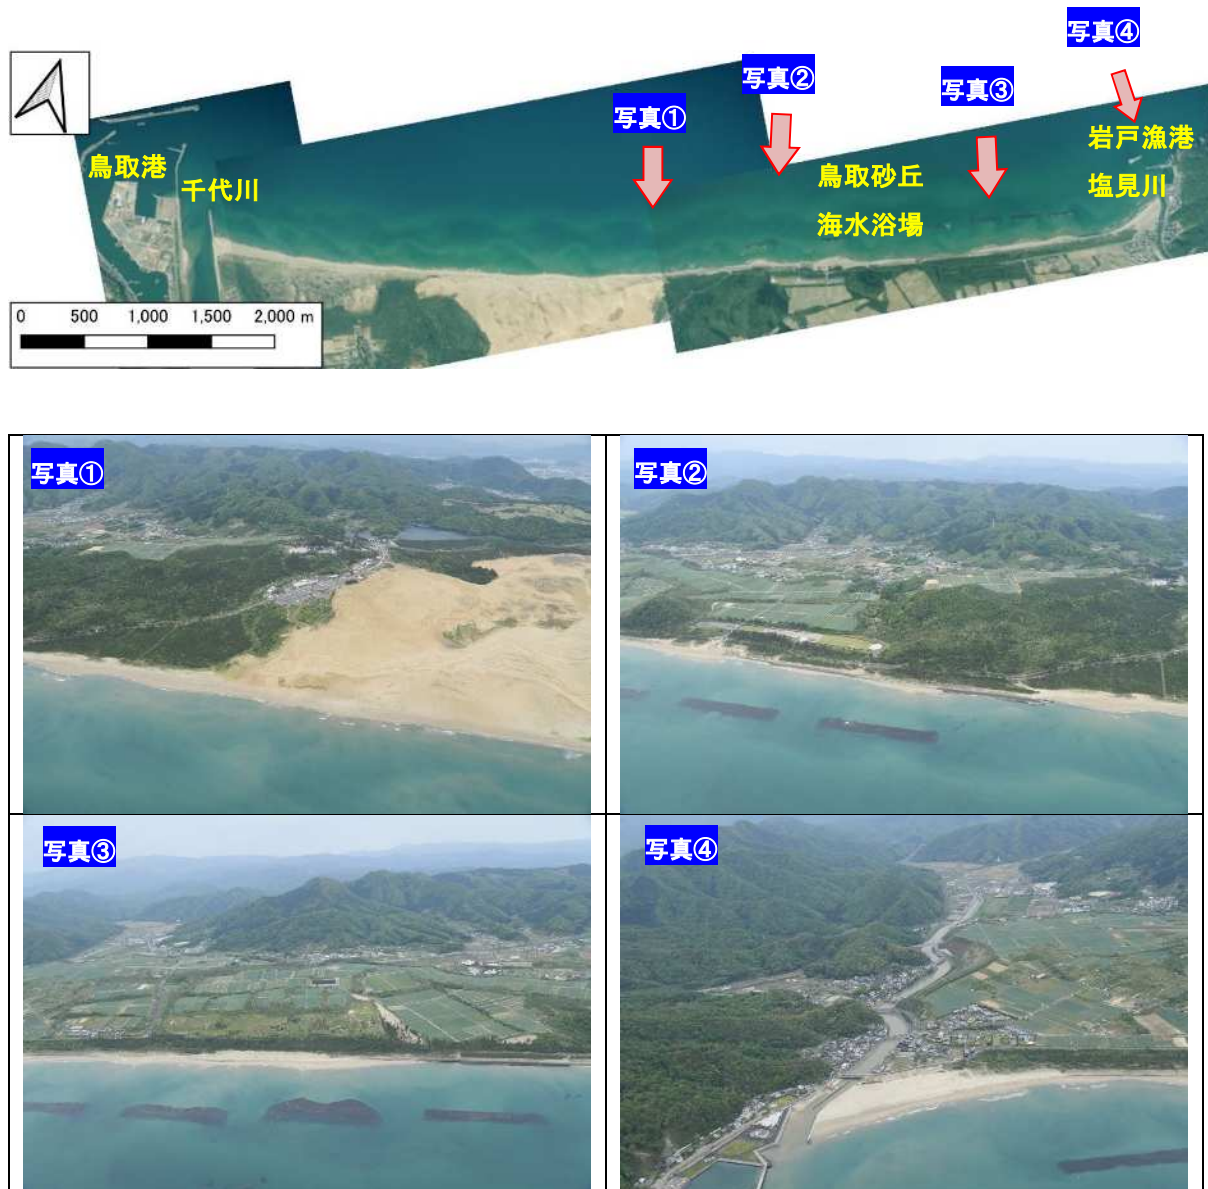 写真④
写真②
写真③
写真①
鳥取港
千代川
鳥取砂丘
海水浴場
岩戸漁港
塩見川
0 500 1,000 1,500 2,000 m
写真①
写真②
写真③
写真④